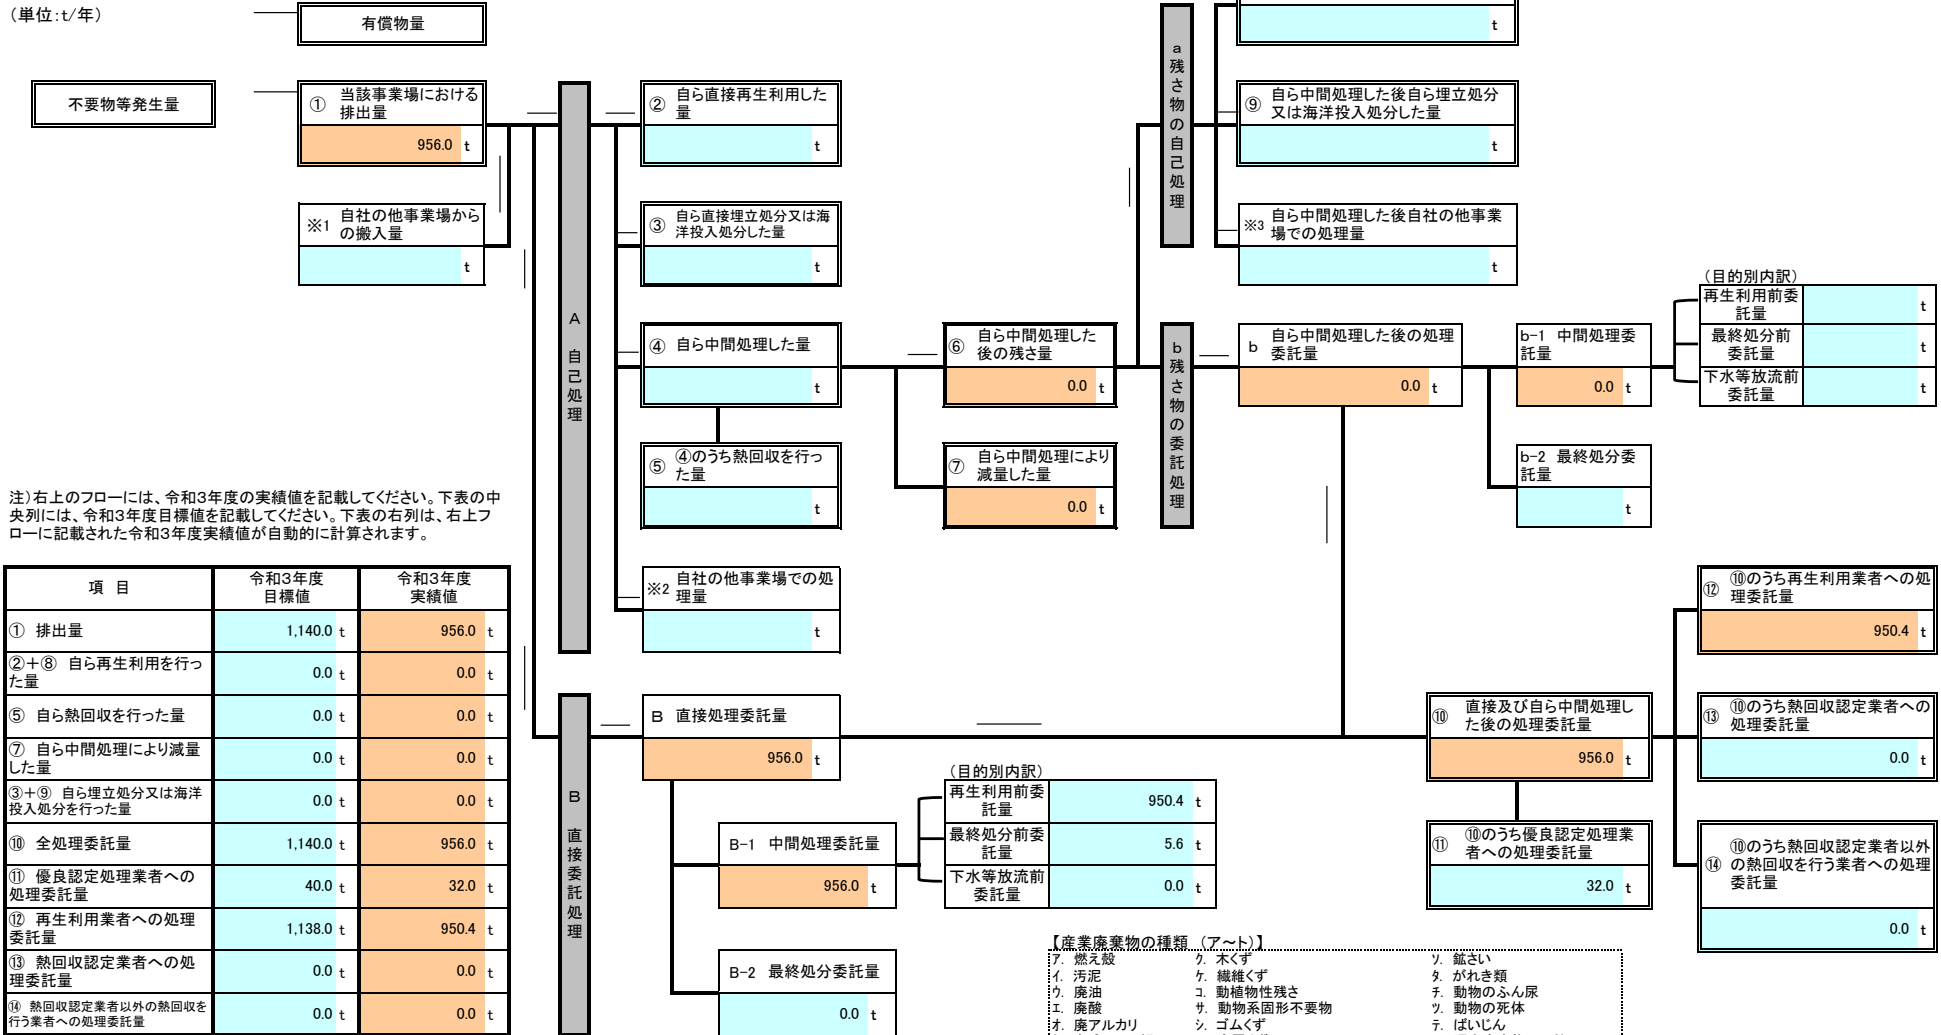 (単位:t/年)
有償物量
t
不要物等発生量
① 当該事業場における
排出量
956.0 t
※1 自社の他事業場から
の搬入量
t
A 自己処理
② 自ら直接再生利用した
量
t
③ 自ら直接埋立処分又は海
洋投入処分した量
t
④ 自ら中間処理した量
t
⑤ ④のうち熱回収を行っ
た量
t
※2 自社の他事業場での処
理量
t
⑥ 自ら中間処理した
後の残さ量
0.0 t
⑦ 自ら中間処理により
減量した量
0.0 t
a 残さ物の自己処理
⑨ 自ら中間処理した後自ら埋立処分
又は海洋投入処分した量
t
※3 自ら中間処理した後自社の他事業
場での処理量
t
b 残さ物の委託処理
b 自ら中間処理した後の処理
委託量
0.0 t
b-1 中間処理委
託量
0.0 t
b-2 最終処分委
託量
t
(目的別内訳)
再生利用前委
託量 t
最終処分前
委託量 t
下水等放流前
委託量 t
注)右上のフローには、令和3年度の実績値を記載してください。下表の中
央列には、令和3年度目標値を記載してください。下表の右列は、右上フ
ローに記載された令和3年度実績値が自動的に計算されます。
項 目 令和3年度 目標値 令和3年度 実績値
① 排出量 1,140.0 t 956.0 t
②+⑧ 自ら再生利用を行っ
た量 0.0 t 0.0 t
⑤ 自ら熱回収を行った量 0.0 t 0.0 t
⑦ 自ら中間処理により減量
した量 0.0 t 0.0 t
③+⑨ 自ら埋立処分又は海洋
投入処分を行った量 0.0 t 0.0 t
⑩ 全処理委託量 1,140.0 t 956.0 t
⑪ 優良認定処理業者への
処理委託量 40.0 t 32.0 t
⑫ 再生利用業者への処理
委託量 1,138.0 t 950.4 t
⑬ 熱回収認定業者への処
理委託量 0.0 t 0.0 t
⑭ 熱回収認定業者以外の熱回収を
行う業者への処理委託量 0.0 t 0.0 t
B 直接委託処理
B 直接処理委託量
956.0 t
B-1 中間処理委託量
956.0 t
B-2 最終処分委託量
0.0 t
(目的別内訳)
再生利用前委
託量 950.4 t
最終処分前委
託量 5.6 t
下水等放流前
委託量 0.0 t
⑩ 直接及び自ら中間処理し
た後の処理委託量
956.0 t
⑪ ⑩のうち優良認定処理業
者への処理委託量
32.0 t
⑫ ⑩のうち再生利用業者への処
理委託量
950.4 t
⑬ ⑩のうち熱回収認定業者への
処理委託量
0.0 t
⑭ ⑩のうち熱回収認定業者以外
の熱回収を行う業者への処理
委託量
0.0 t
【産業廃棄物の種類 (ア〜ト)】
ア. 燃え殻 ク. 木くず ソ. 鉱さい
イ. 汚泥 ケ. 繊維くず タ. がれき類
ウ. 廃油 コ. 動植物性残さ チ. 動物のふん尿
エ. 廃酸 サ. 動物系固形不要物 ツ. 動物の死体
オ. 廃アルカリ シ. ゴムくず テ. ばいじん